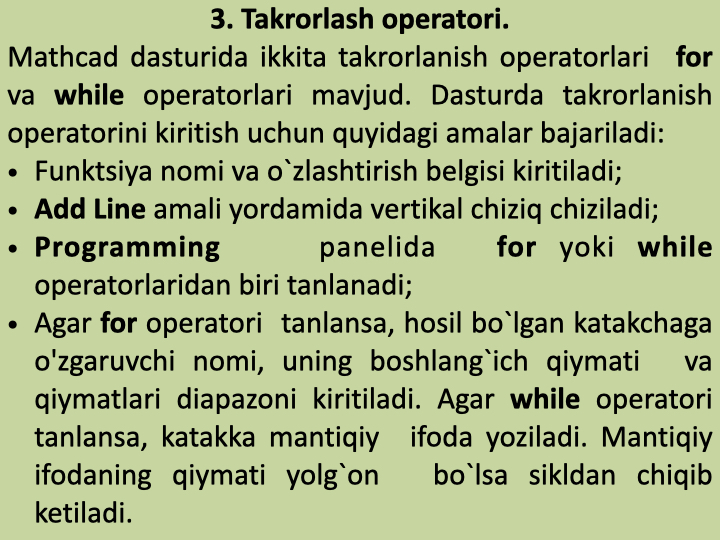 3. Takrorlash operatori.
Mathcad dasturida ikkita takrorlanish operatorlari for
va while operatorlari mavjud. Dasturda takrorlanish
operatorini kiritish uchun quyidagi amalar bajariladi:
• Funktsiya nomi va o`zlashtirish belgisi kiritiladi;
• Add Line amali yordamida vertikal chiziq chiziladi;
• Programming panelida for yoki while
operatorlaridan biri tanlanadi;
• Agar for operatori tanlansa, hosil bo`lgan katakchaga
o'zgaruvchi nomi, uning boshlang`ich qiymati va
qiymatlari diapazoni kiritiladi. Agar while operatori
tanlansa, katakka mantiqiy ifoda yoziladi. Mantiqiy
ifodaning qiymati yolg`on bo`lsa sikldan chiqib
ketiladi.